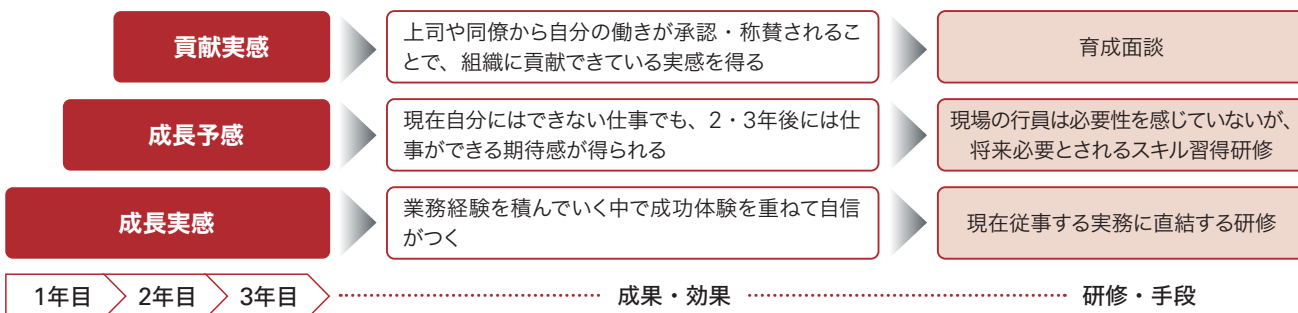 貢献実感
上司や同僚から自分の働きが承認・称賛されるこ
とで、組織に貢献できている実感を得る
育成面談
成長予感
現在自分にはできない仕事でも、2・3年後には仕
事ができる期待感が得られる
現場の行員は必要性を感じていないが、
将来必要とされるスキル習得研修
成長実感
業務経験を積んでいく中で成功体験を重ねて自信
がつく
現在従事する実務に直結する研修
1年目 2年目 3年目 成果・効果 研修・手段